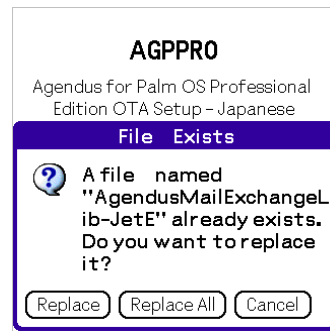 AGPPRO
Agendus for Palm OS Professional
Edition OTA Setup - Japanese
File Exists
A file named
"AgendusMailExchangeL
ib-JetE" already exists.
Do you want to replace
it?
Replace Replace All Cancel